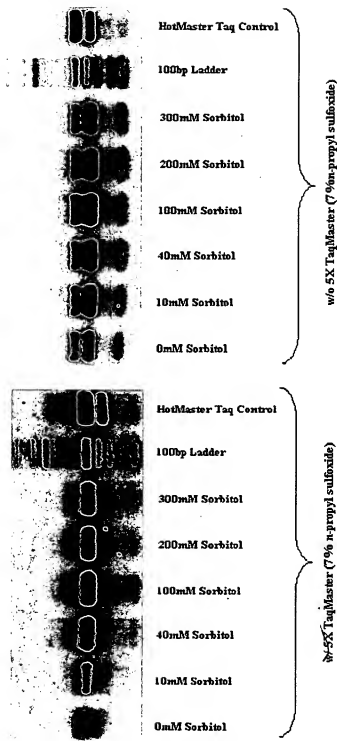 HotMaster Taq Control
100bp Ladder
300mM Sorbitol
200mM Sorbitol
100mM Sorbitol
40mM Sorbitol
10mM Sorbitol
0mM Sorbitol
w/o 5X TaqMaster (7%n-propyl sulfoxide)
HotMaster Taq Control
100bp Ladder
300mM Sorbitol
200mM Sorbitol
100mM Sorbitol
40mM Sorbitol
10mM Sorbitol
0mM Sorbitol
w/ 5X TaqMaster (7% n-propyl sulfoxide)